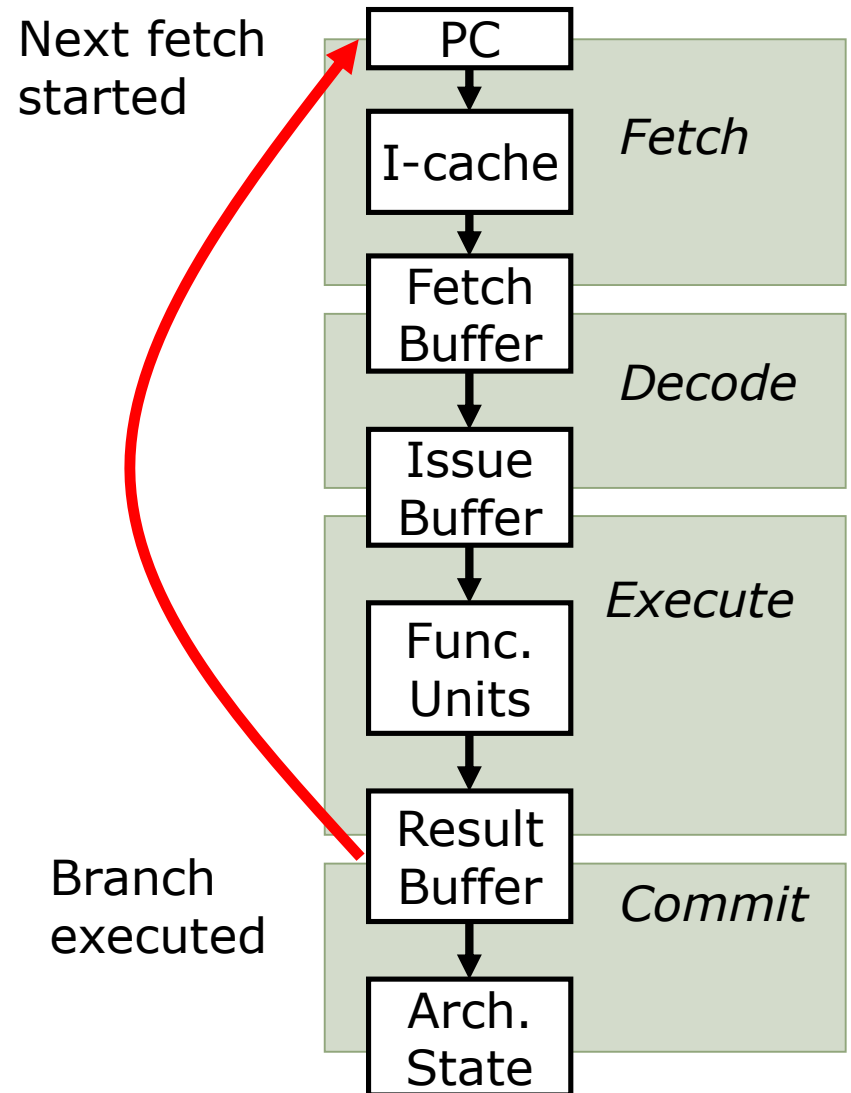 Next fetch
started
PC
I-cache
Fetch
Fetch
Buffer
Decode
Issue
Buffer
Execute
Func.
Units
Result
Buffer
Branch
executed
Commit
Arch.
State